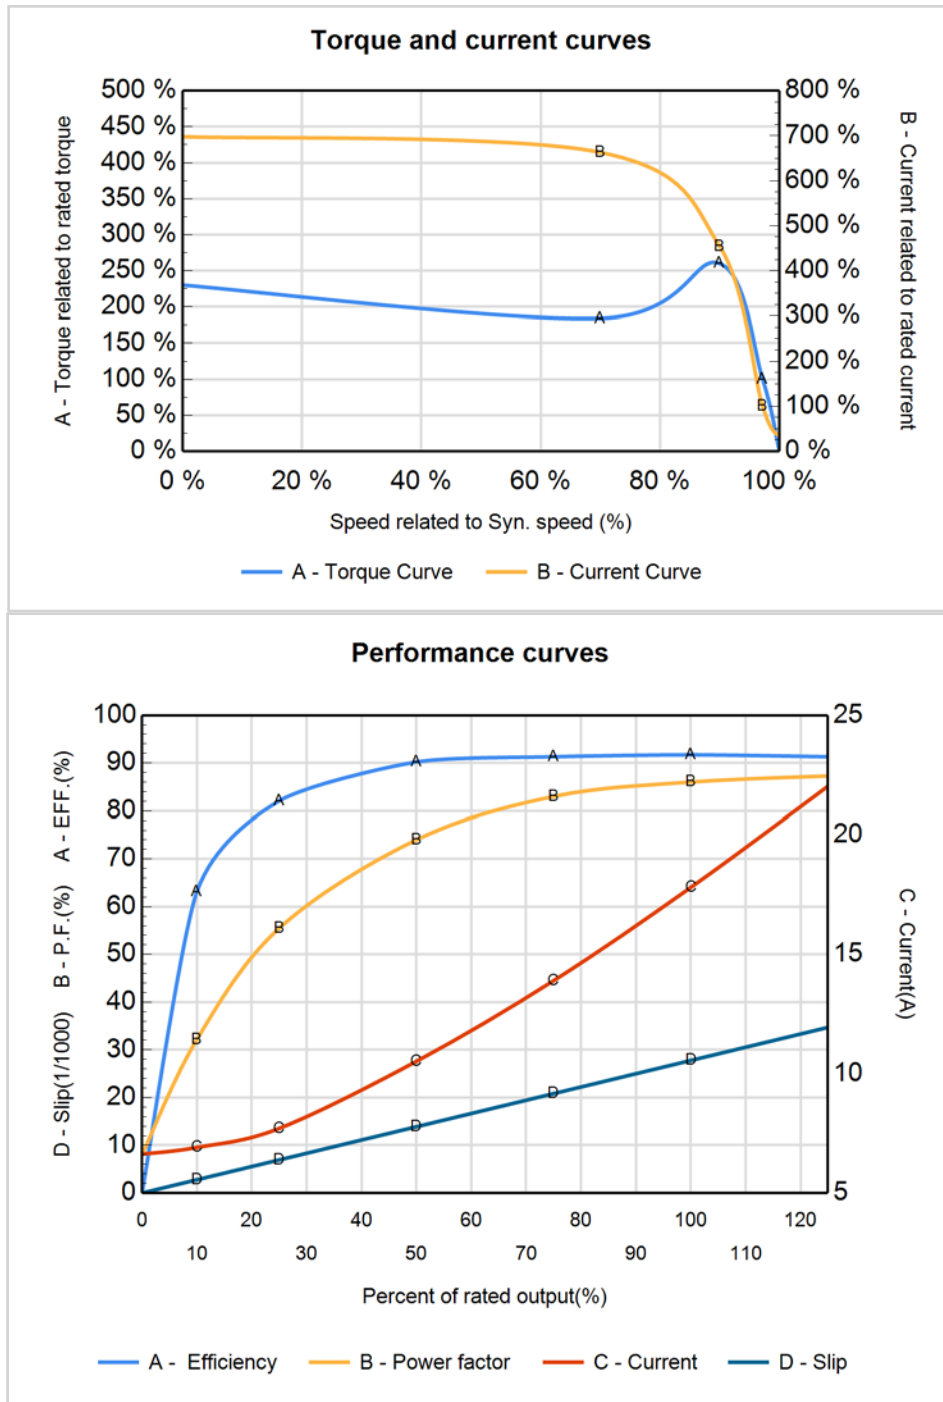 Torque and current curves
A - Torque related to rated torque
500 %
450 %
400 %
350 %
300 %
250 %
200 %
150 %
100 %
50 %
0 %
800 %
700 %
600 %
500 %
400 %
300 %
200 %
100 %
0 %
B - Current related to rated current
B
B
A
A
A
B
0 % 20 % 40 % 60 % 80 % 100 %
Speed related to Syn. speed (%)
A - Torque Curve B - Current Curve
Performance curves
D - Slip(1/1000) B - P.F.(%) A - EFF.(%)
100
90
80
70
60
50
40
30
20
10
0
25
20
15
10
5
C - Current(A)
A A A A A
B B B B B
C C C C C
D D D D D
0 20 40 60 80 100 120
10 30 50 70 90 110
Percent of rated output(%)
A - Efficiency B - Power factor C - Current D - Slip